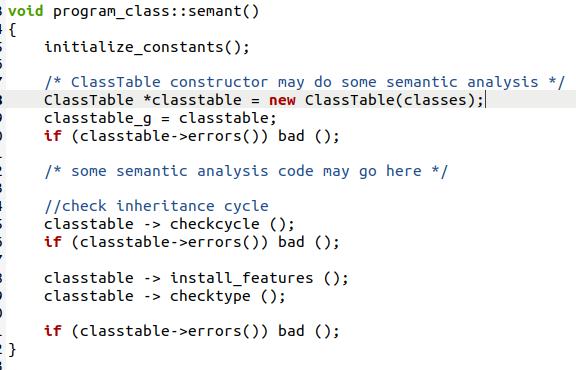 void program_class::semant()
{
initialize_constants();
/* ClassTable constructor may do some semantic analysis */
ClassTable *classtable = new ClassTable(classes);
classtable_g = classtable;
if (classtable->errors()) bad ();
/* some semantic analysis code may go here */
//check inheritance cycle
classtable -> checkcycle ();
if (classtable->errors()) bad ();
classtable -> install_features ();
classtable -> checktype ();
if (classtable->errors()) bad ();
}